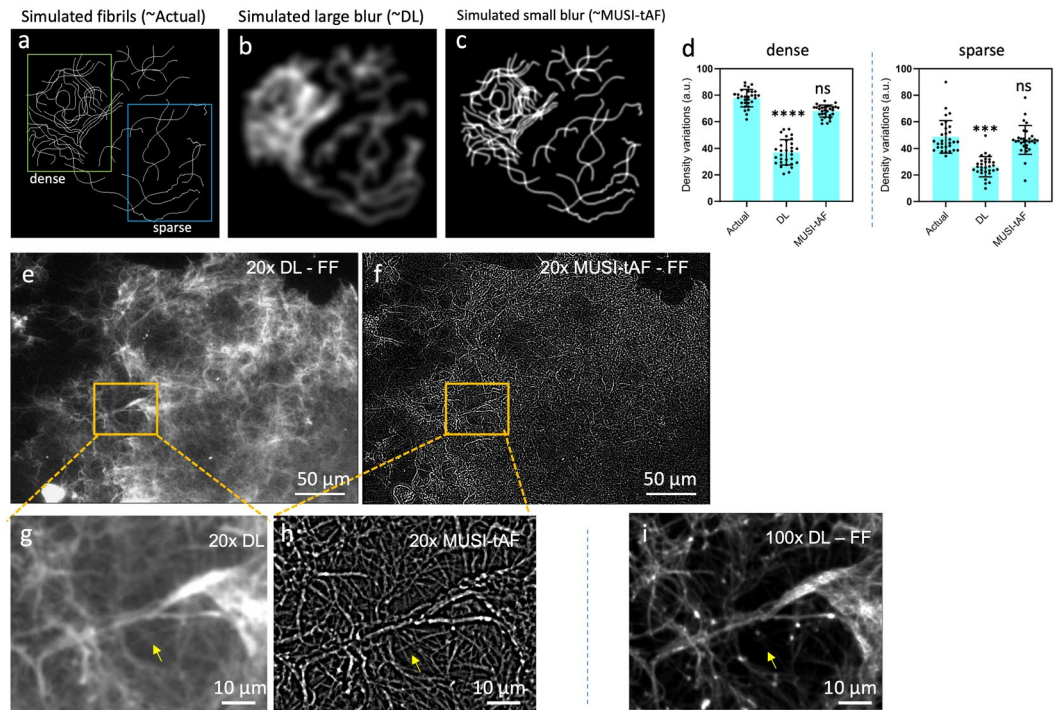 Simulated fibrils (~Actual)
Simulated large blur (~DL)
Simulated small blur (~MUSI-tAF)
a
dense
sparse
b
c
d
dense
sparse
Density variations (a.u.)
100
80
60
40
20
0
****
ns
Actual
DL
MUSI-tAF
Density variations (a.u.)
100
80
60
40
20
0
***
ns
Actual
DL
MUSI-tAF
e
20x DL - FF
50 µm
f
20x MUSI-tAF - FF
50 µm
g
20x DL
10 µm
h
20x MUSI-tAF
10 µm
i
100x DL – FF
10 µm